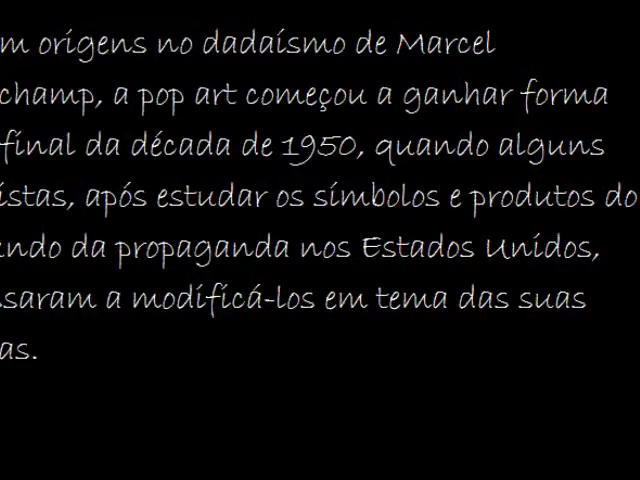 m origens no dadaísmo de Marcel
champ, a pop art começou a ganhar forma
final da década de 1950, quando alguns
istas, após estudar os símbolos e produtos do
ndo da propaganda nos Estados Unidos,
saram a modificá-los em tema das suas
as.